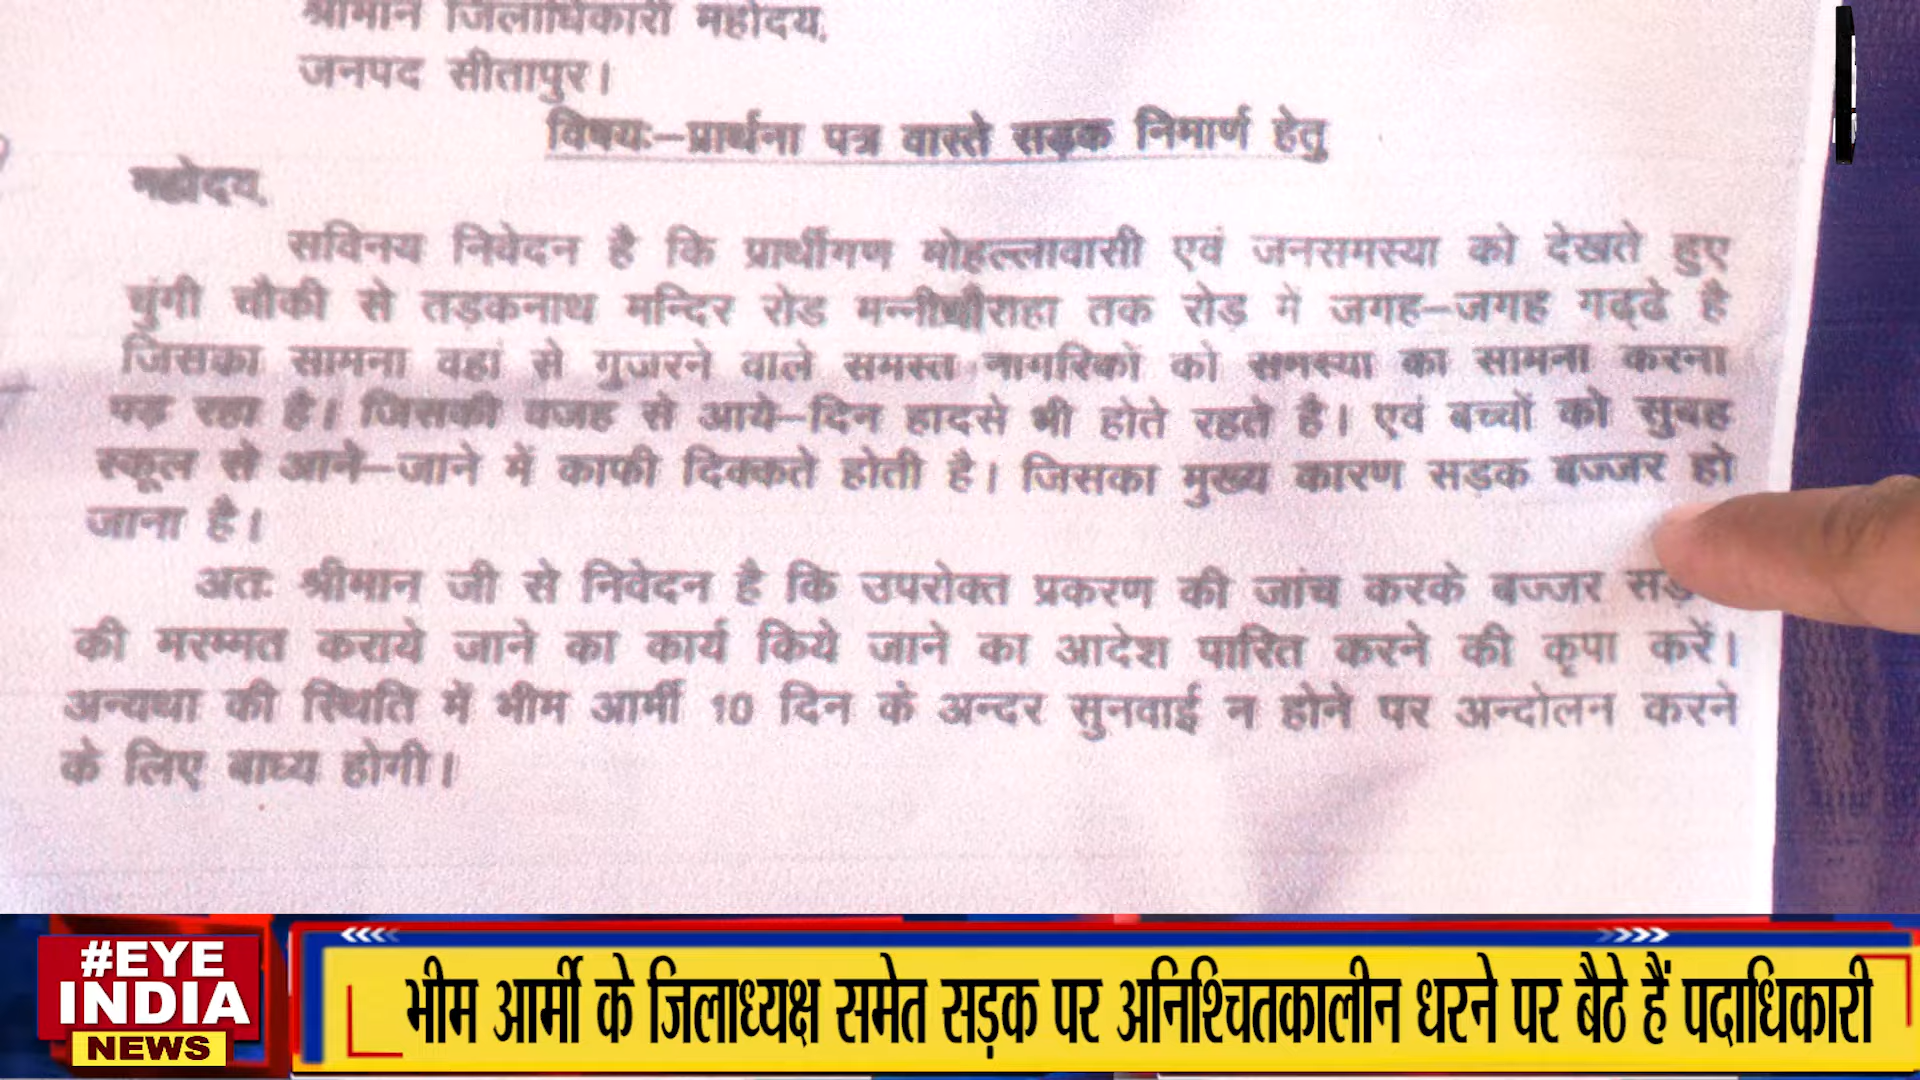 श्रीमान जिलाधिकारी महोदय,
जनपद सीतापुर।
विषयः-प्रार्थना पत्र वास्ते सड़क निमार्ण हेतु
महोदय,
सविनय निवेदन है कि प्रार्थीगण मोहल्लावासी एवं जनसमस्या को देखते हुए
चुंगी चौकी से तड़कनाथ मन्दिर रोड मन्नीचौराहा तक रोड़ में जगह-जगह गढ्ढे है
जिसका सामना वहां से गुजरने वाले समस्त नागरिकों को समस्या का सामना करना
पड़ रहा है। जिसकी वजह से आये-दिन हादसे भी होते रहते है। एवं बच्चों को सुबह
स्कूल से आने-जाने में काफी दिक्कते होती है। जिसका मुख्य कारण सड़क बज्जर हो
जाना है।
अतः श्रीमान जी से निवेदन है कि उपरोक्त प्रकरण की जांच करके बज्जर
की मरम्मत कराये जाने का कार्य किये जाने का आदेश पारित करने की कृपा करें।
अन्यथा की स्थिति में भीम आर्मी 10 दिन के अन्दर सुनवाई न होने पर अन्दोलन करने
के लिए बाध्य होगी।
#EYE
INDIA
NEWS
भीम आर्मी के जिलाध्यक्ष समेत सड़क पर अनिश्चितकालीन धरने पर बैठे हैं पदाधिकारी